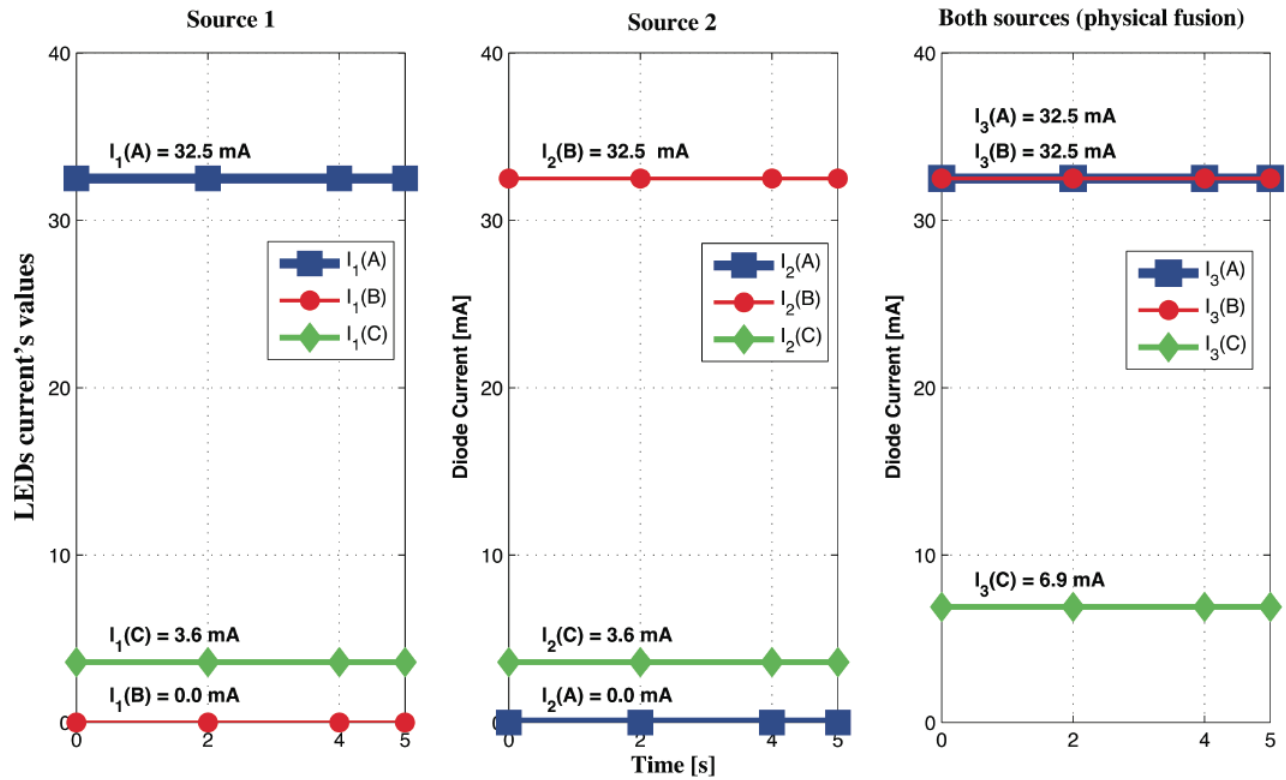 Source 1
40
30
20
10
0
0 2 4 5
LEDs current's values
I1(A) = 32.5 mA
I1(A)
I1(B)
I1(C)
I1(C) = 3.6 mA
I1(B) = 0.0 mA
Source 2
40
30
20
10
0
0 2 4 5
Diode Current [mA]
Time [s]
I2(B) = 32.5 mA
I2(A)
I2(B)
I2(C)
I2(C) = 3.6 mA
I2(A) = 0.0 mA
Both sources (physical fusion)
40
30
20
10
0
0 2 4 5
Diode Current [mA]
I3(A) = 32.5 mA
I3(B) = 32.5 mA
I3(A)
I3(B)
I3(C)
I3(C) = 6.9 mA